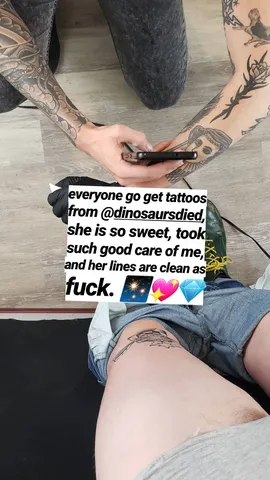 everyone go get tattoos
from @dinosaursdied,
she is so sweet, took
such good care of me,
and her lines are clean as
fuck. 🎇💖💎